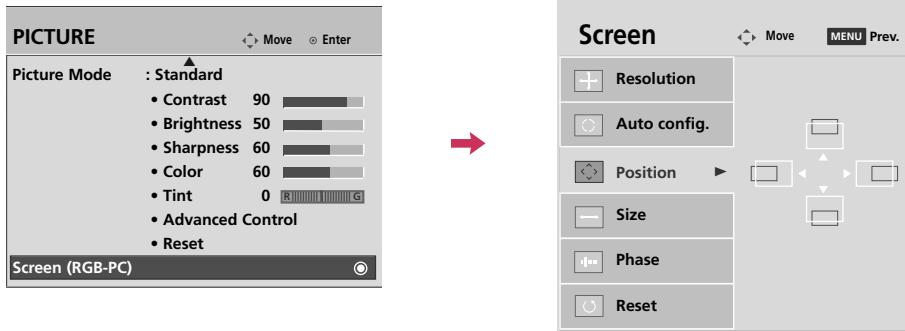 PICTURE
Move
Enter
Picture Mode : Standard
• Contrast 90
• Brightness 50
• Sharpness 60
• Color 60
• Tint 0 R G
• Advanced Control
• Reset
Screen (RGB-PC)
Screen
Move
MENU Prev.
Resolution
Auto config.
Position
Size
Phase
Reset